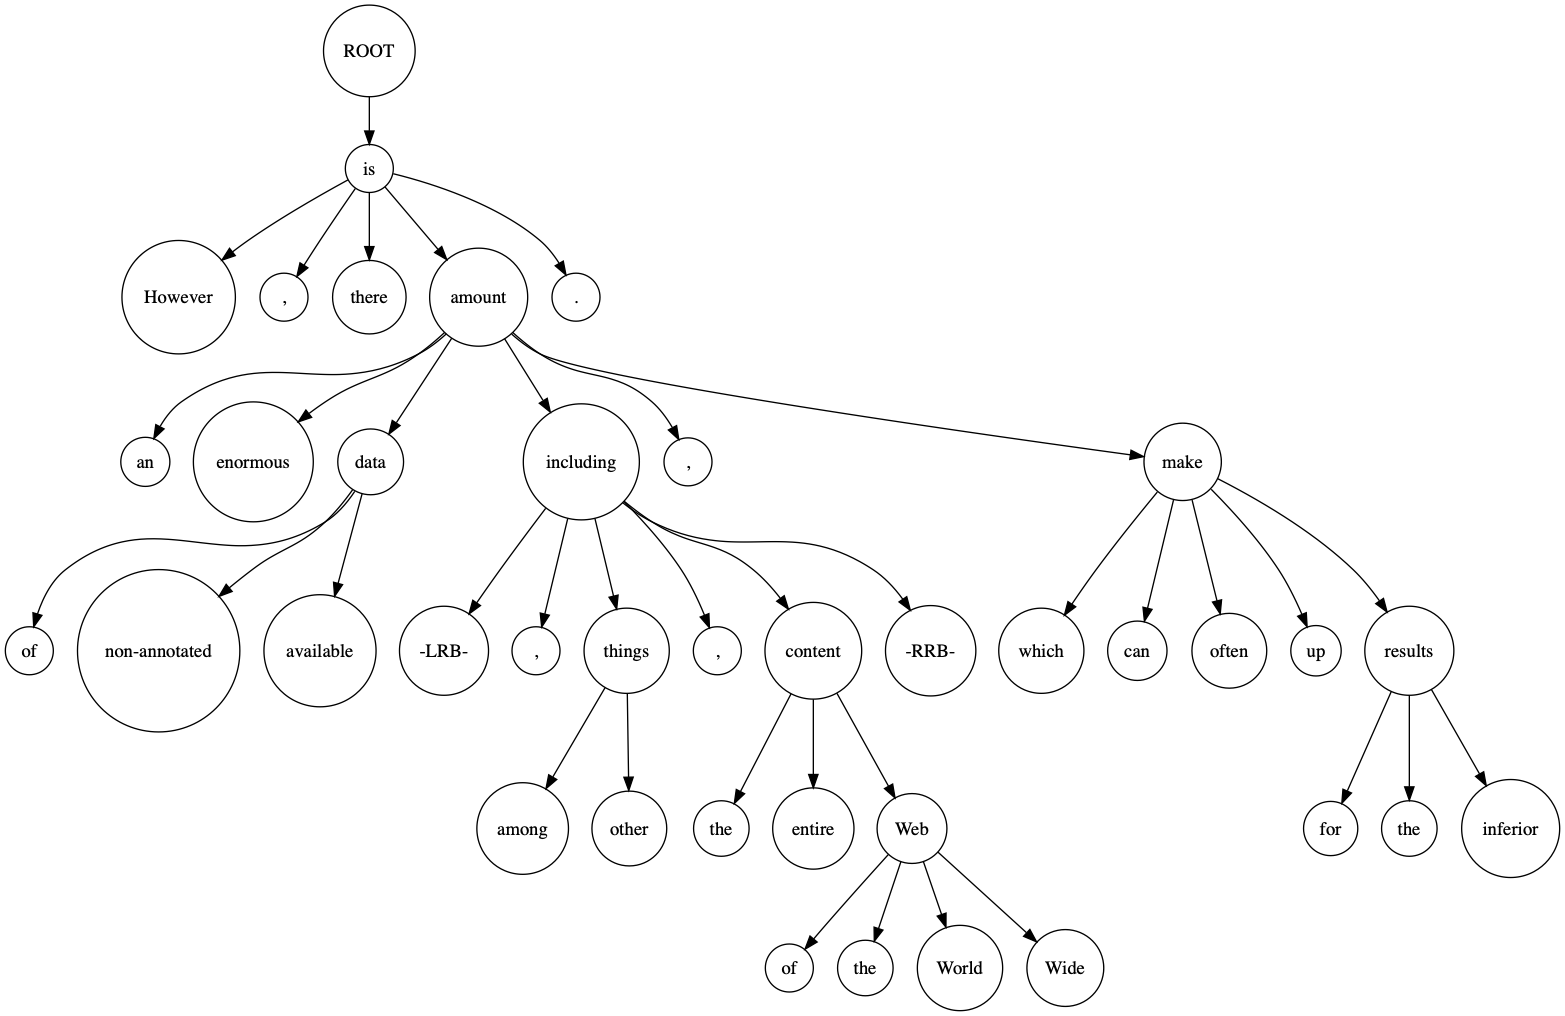 ROOT
is
However , there amount .
an enormous data including , make
of non-annotated available -LRB- , things , content -RRB- which can often up results
among other the entire Web for the inferior
of the World Wide